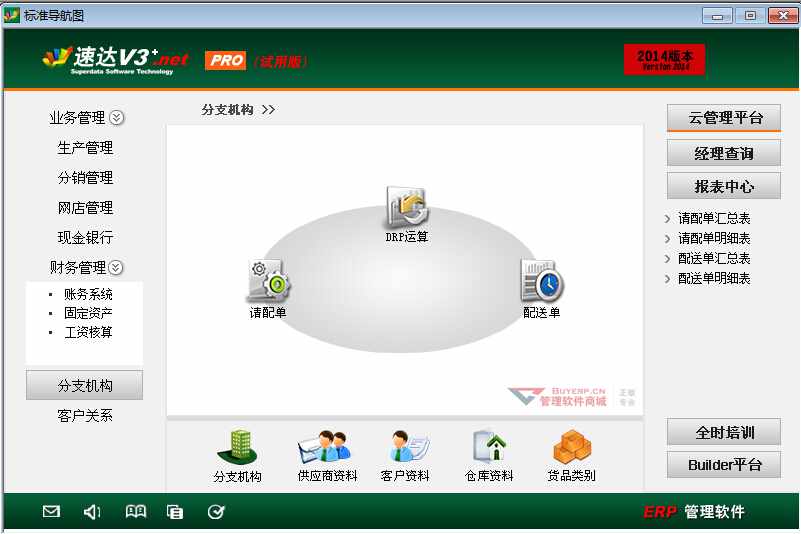 标准导航图
速达V3+.net
Superdata Software Technology
PRO
(试用版)
2014版本
Version 2014
业务管理
生产管理
分销管理
网店管理
现金银行
财务管理
账务系统
固定资产
工资核算
分支机构
客户关系
分支机构 >>
DRP运算
请配单
配送单
BUYERP.CN
管理软件商城
正版
专会
云管理平台
经理查询
报表中心
请配单汇总表
请配单明细表
配送单汇总表
配送单明细表
分支机构
供应商资料
客户资料
仓库资料
货品类别
全时培训
Builder平台
ERP 管理软件